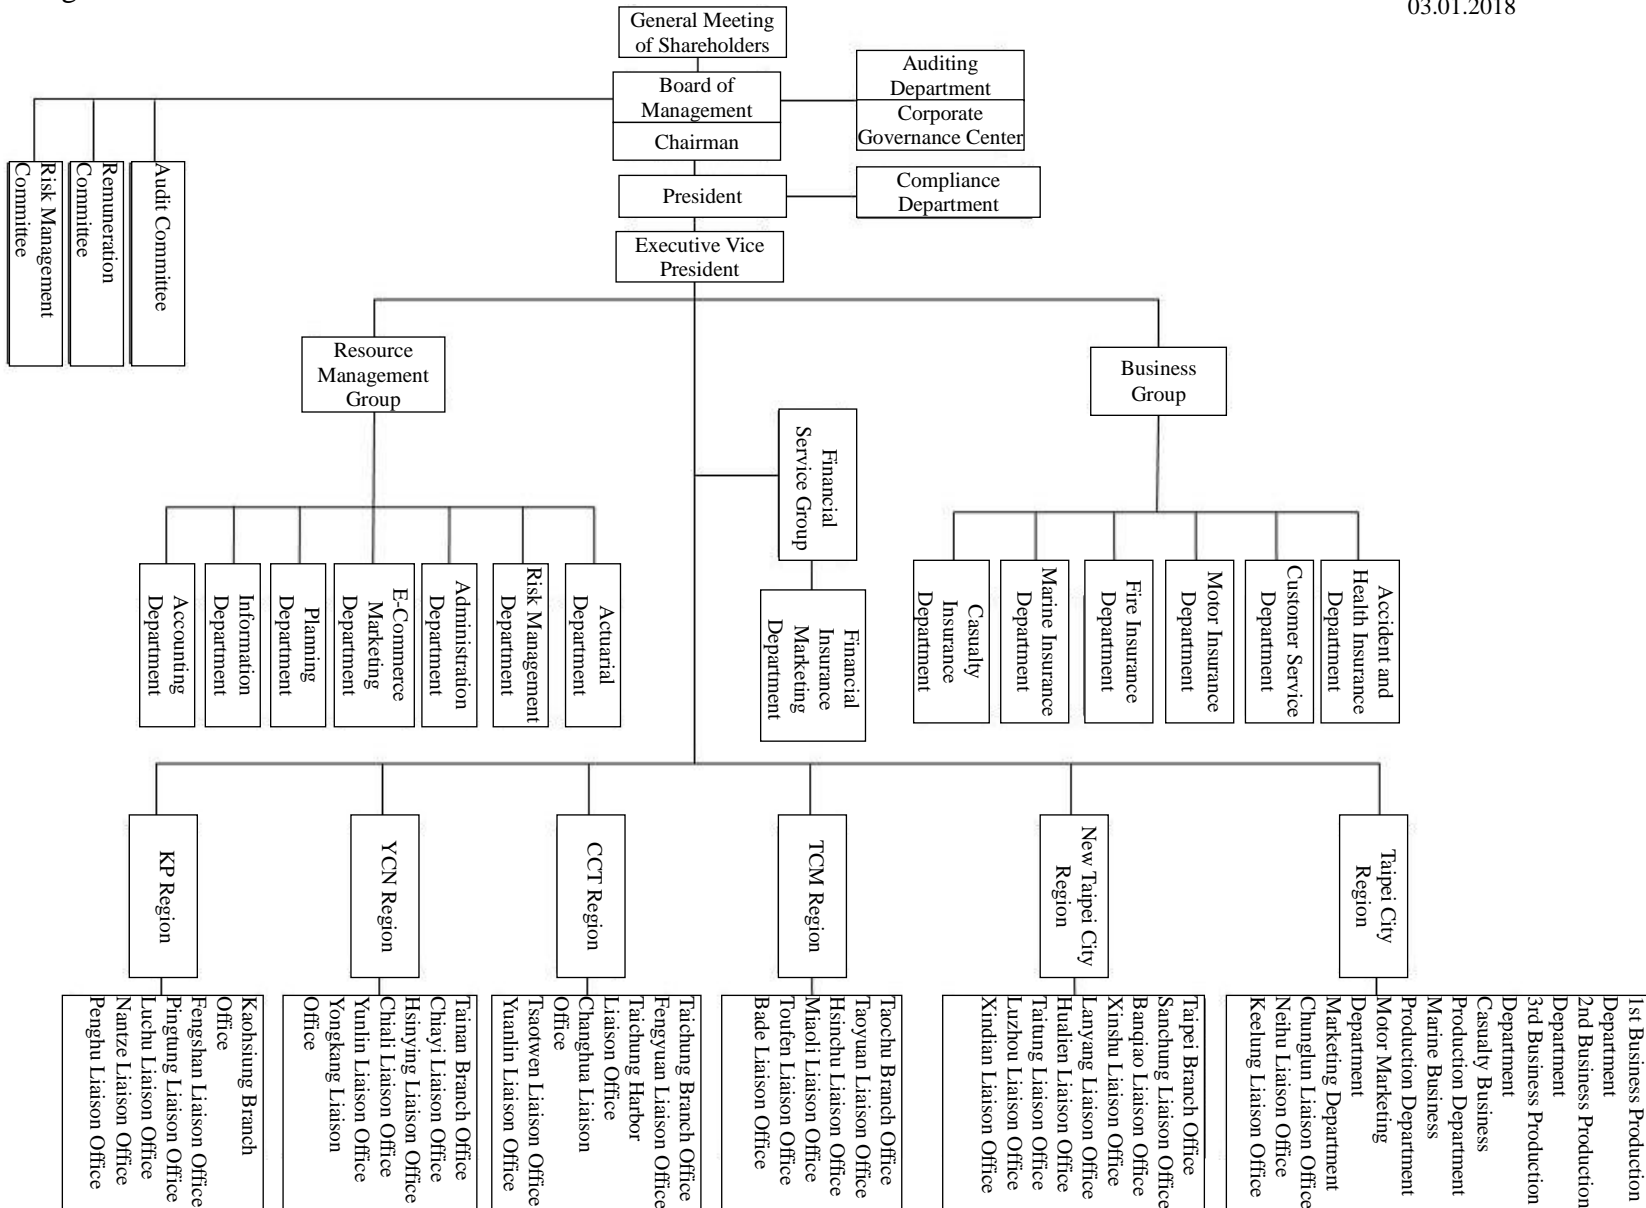 03.01.2018
General Meeting
of Shareholders
Board of
Management
Chairman
Auditing
Department
Corporate
Governance Center
President
Compliance
Department
Executive Vice
President
Risk Management
Committee
Remuneration
Committee
Audit Committee
Resource
Management
Group
Business
Group
Financial
Service Group
Financial
Insurance
Marketing
Department
Accounting
Department
Information
Department
Planning
Department
E-Commerce
Marketing
Department
Administration
Department
Risk Management
Department
Actuarial
Department
Casualty
Insurance
Department
Marine Insurance
Department
Fire Insurance
Department
Motor Insurance
Department
Customer Service
Department
Accident and
Health Insurance
Department
KP Region
YCN Region
CCT Region
TCM Region
New Taipei City
Region
Taipei City
Region
Kaohsiung Branch
Office
Fengshan Liaison Office
Pingtung Liaison Office
Luchu Liaison Office
Nantze Liaison Office
Penghu Liaison Office
Tainan Branch Office
Chiayi Liaison Office
Hsinying Liaison Office
Chiali Liaison Office
Yunlin Liaison Office
Yongkang Liaison
Office
Taichung Branch Office
Fengyuan Liaison Office
Taichung Harbor
Liaison Office
Changhua Liaison
Office
Tsaotwen Liaison Office
Yuanlin Liaison Office
Taochu Branch Office
Taoyuan Liaison Office
Hsinchu Liaison Office
Miaoli Liaison Office
Toufen Liaison Office
Bade Liaison Office
Taipei Branch Office
Sanchung Liaison Office
Banqiao Liaison Office
Xinshu Liaison Office
Lanyang Liaison Office
Hualien Liaison Office
Taitung Liaison Office
Luzhou Liaison Office
Xindian Liaison Office
1st Business Production
Department
2nd Business Production
Department
3rd Business Production
Department
Casualty Business
Production Department
Marine Business
Production Department
Motor Marketing
Department
Marketing Department
Chunglun Liaison Office
Neihu Liaison Office
Keelung Liaison Office